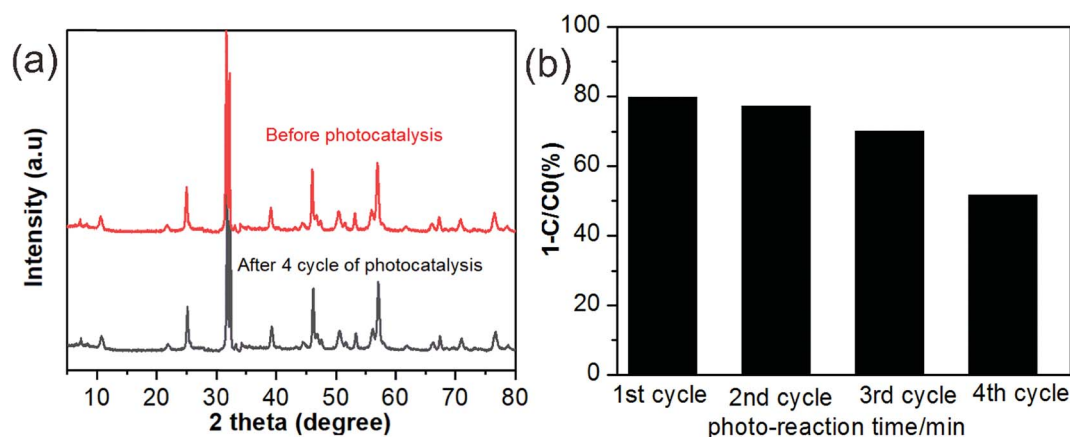 (a)
Intensity (a.u)
Before photocatalysis
After 4 cycle of photocatalysis
10 20 30 40 50 60 70 80
2 theta (degree)
(b)
1-C/C0(%)
100
80
60
40
20
0
1st cycle 2nd cycle 3rd cycle 4th cycle
photo-reaction time/min